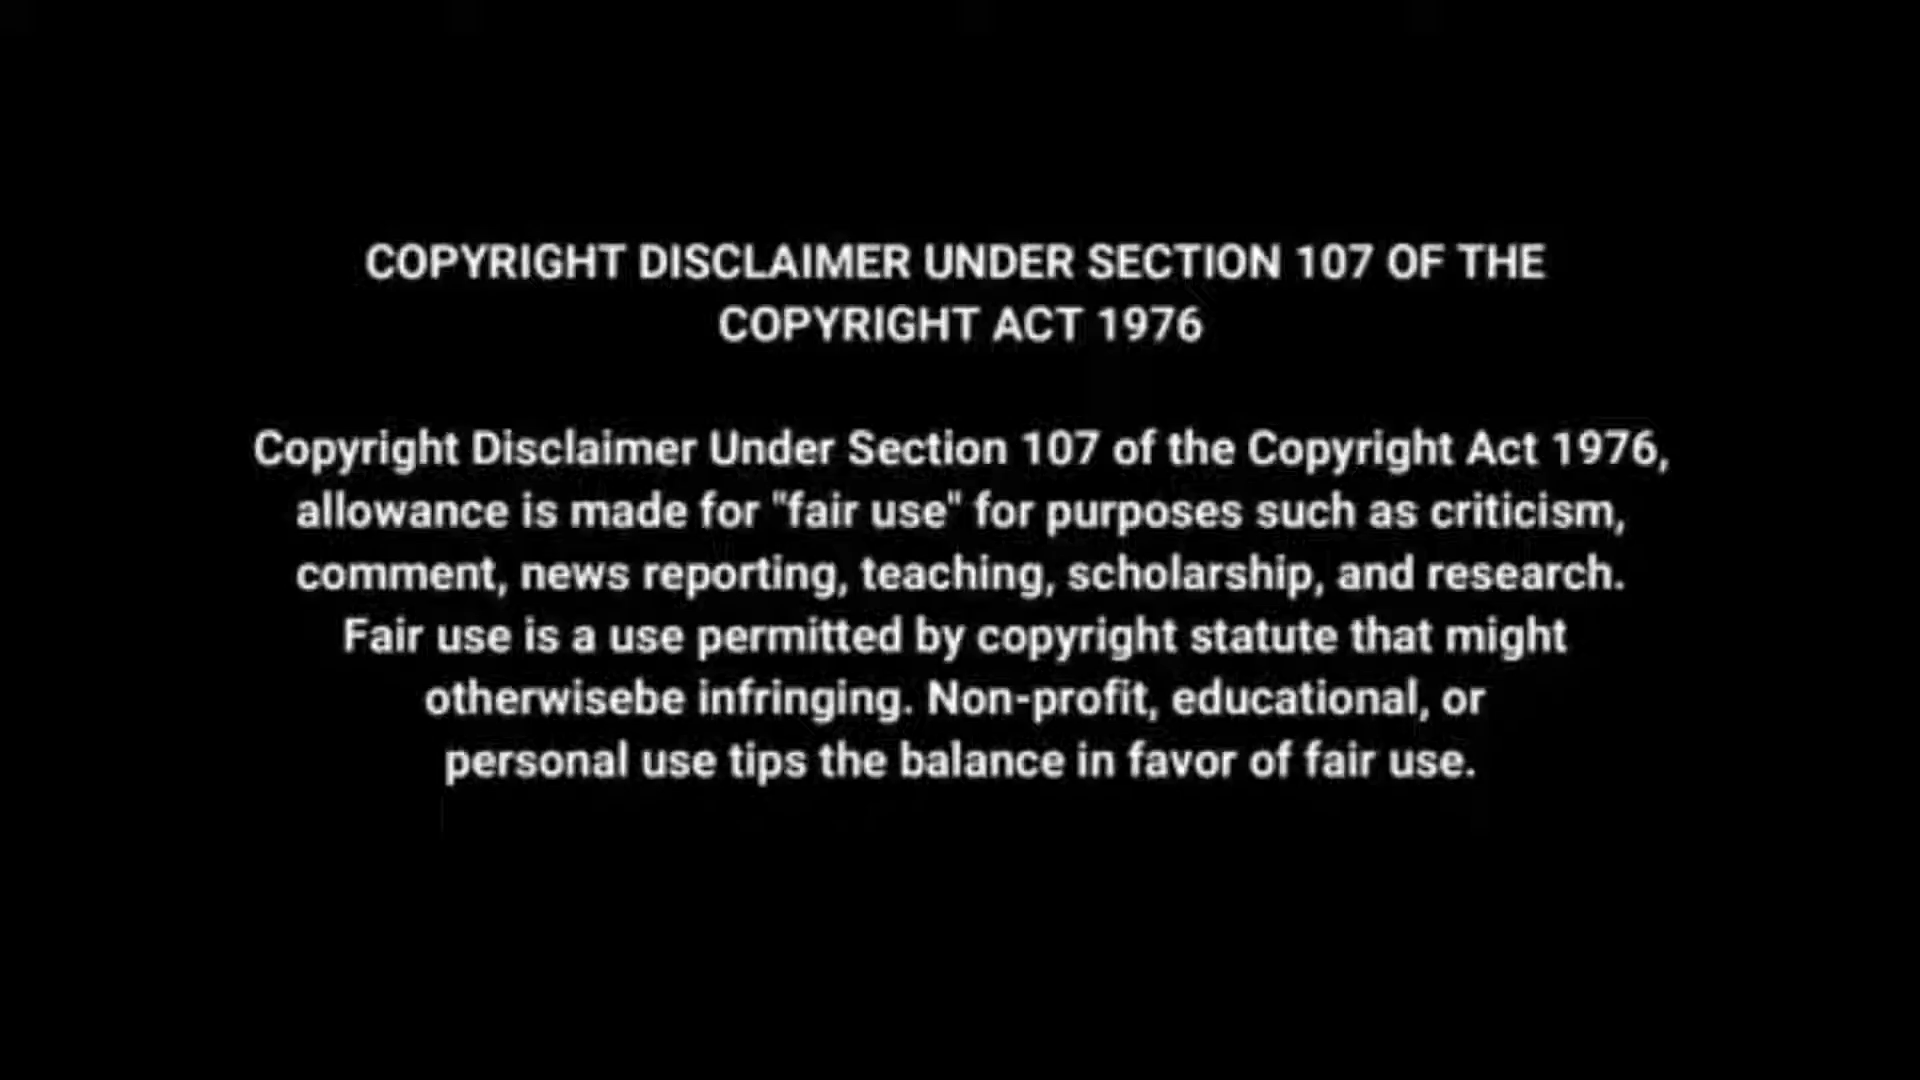 COPYRIGHT DISCLAIMER UNDER SECTION 107 OF THE
COPYRIGHT ACT 1976
Copyright Disclaimer Under Section 107 of the Copyright Act 1976,
allowance is made for "fair use" for purposes such as criticism,
comment, news reporting, teaching, scholarship, and research.
Fair use is a use permitted by copyright statute that might
otherwisebe infringing. Non-profit, educational, or
personal use tips the balance in favor of fair use.